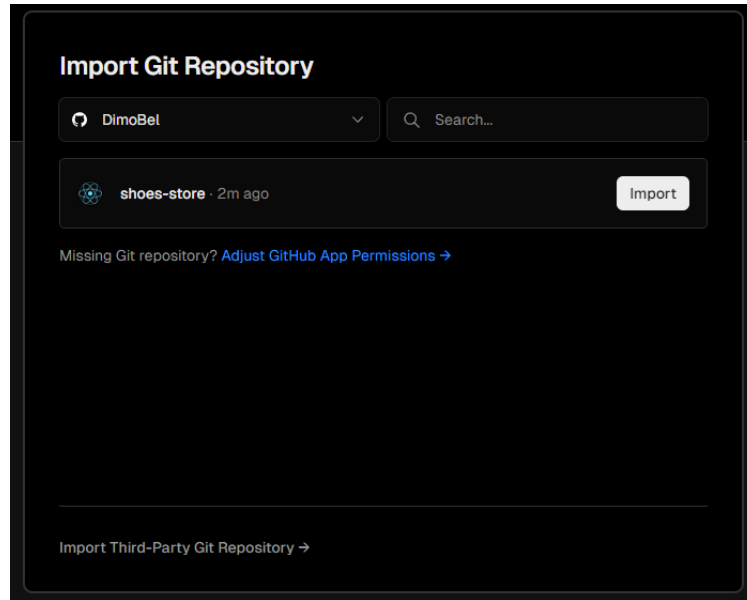 Import Git Repository
DimoBel
Search...
shoes-store · 2m ago
Import
Missing Git repository? Adjust GitHub App Permissions →
Import Third-Party Git Repository →